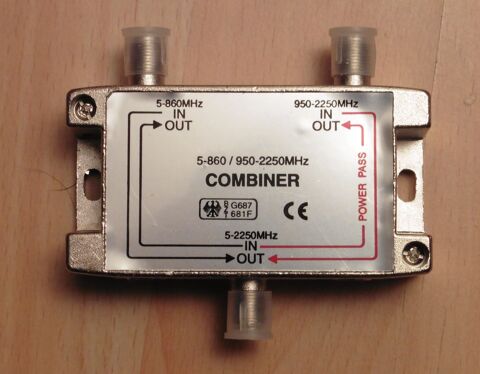 5-860MHz
IN
OUT
950-2250MHz
IN
OUT
5-860 / 950-2250MHz
COMBINER
POWER PASS
G687
681F
CE
5-2250MHz
IN
OUT